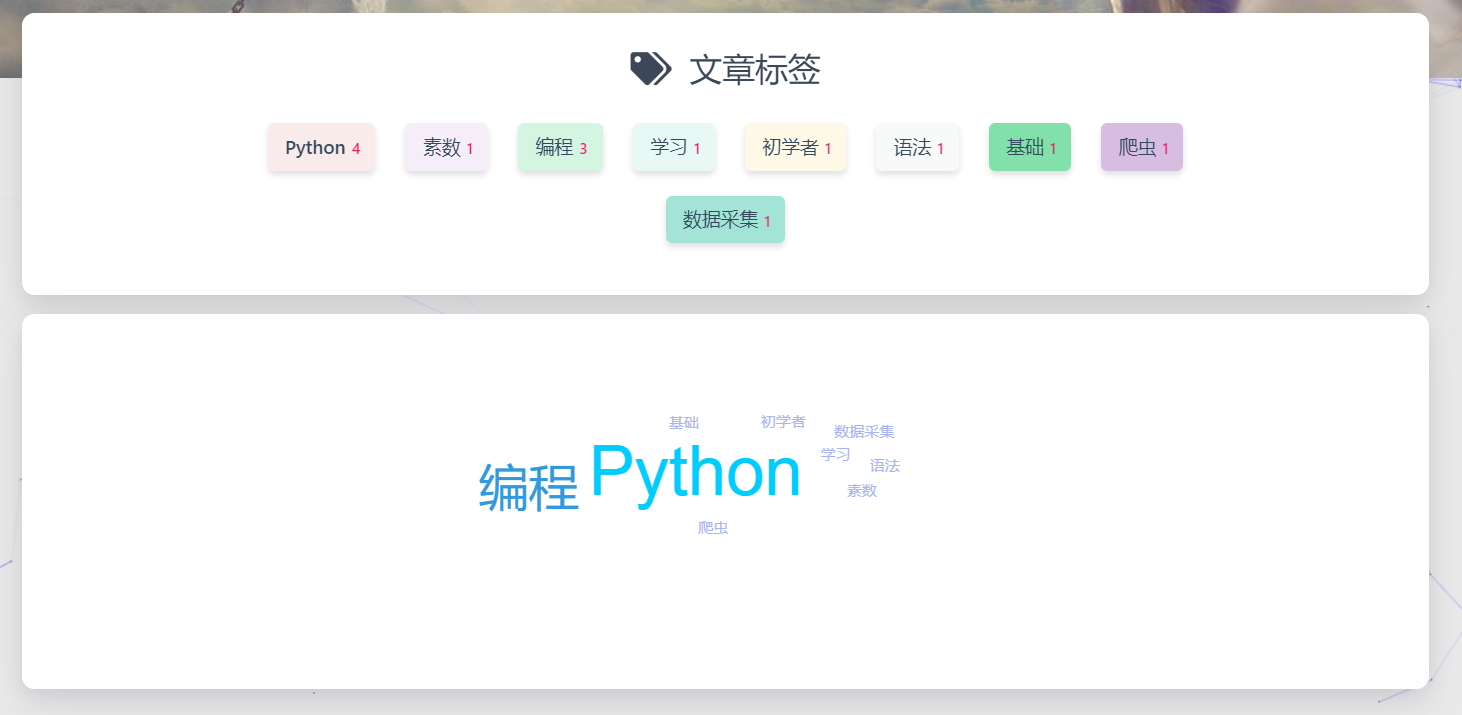 文章标签
Python 4 素数 1 编程 3 学习 1 初学者 1 语法 1 基础 1 爬虫 1
数据采集 1
基础 初学者 数据采集
学习
语法
编程 Python 素数
爬虫